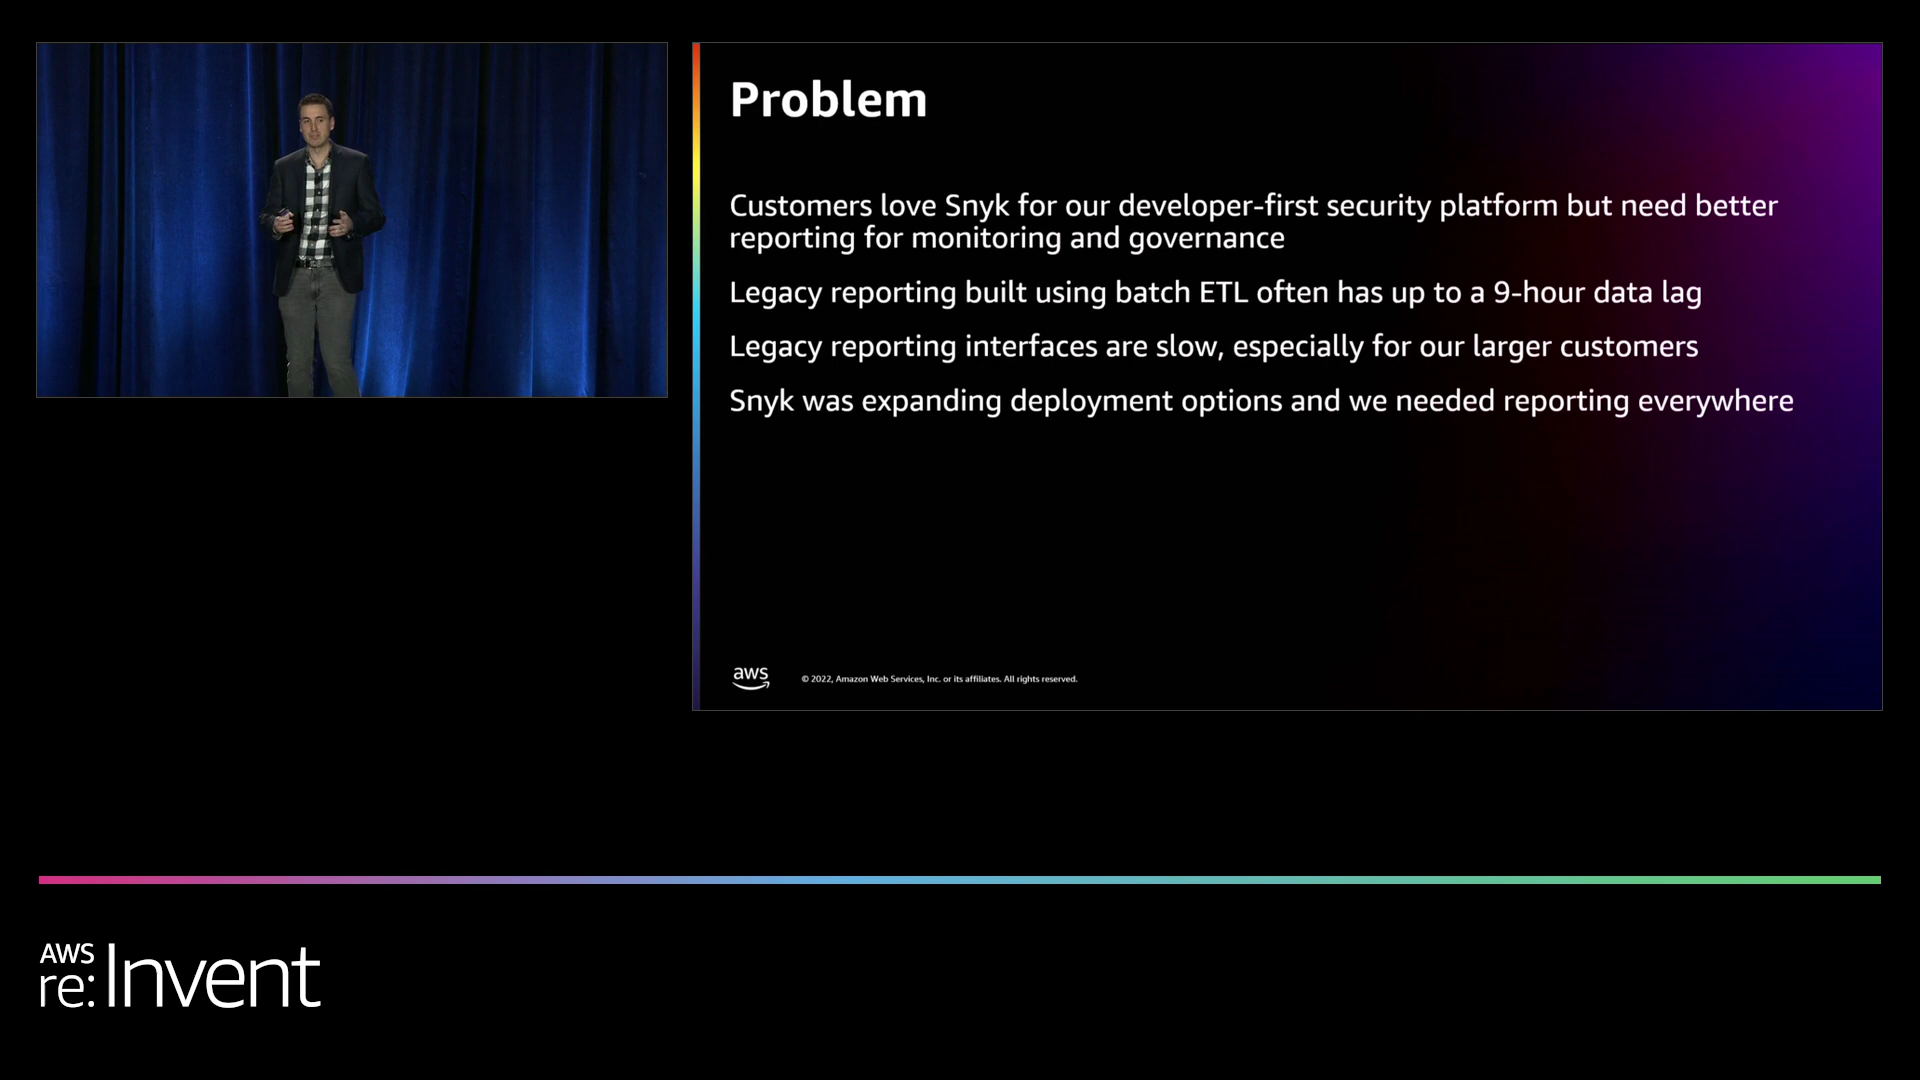 Problem
Customers love Snyk for our developer-first security platform but need better
reporting for monitoring and governance
Legacy reporting built using batch ETL often has up to a 9-hour data lag
Legacy reporting interfaces are slow, especially for our larger customers
Snyk was expanding deployment options and we needed reporting everywhere
aws
© 2022, Amazon Web Services, Inc. or its affiliates. All rights reserved.
AWS
re:Invent